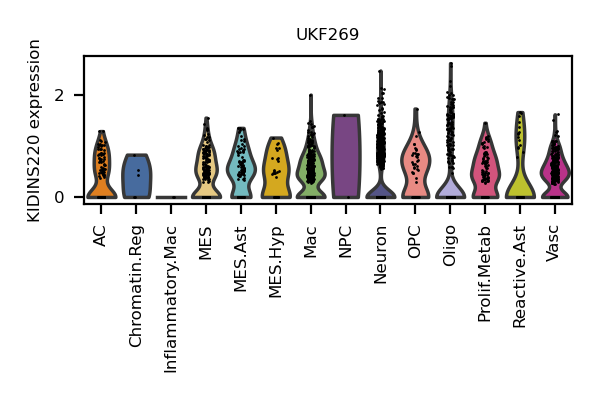 UKF269
KIDINS220 expression
2
0
AC
Chromatin.Reg
Inflammatory.Mac
MES
MES.Ast
MES.Hyp
Mac
NPC
Neuron
OPC
Oligo
Prolif.Metab
Reactive.Ast
Vasc